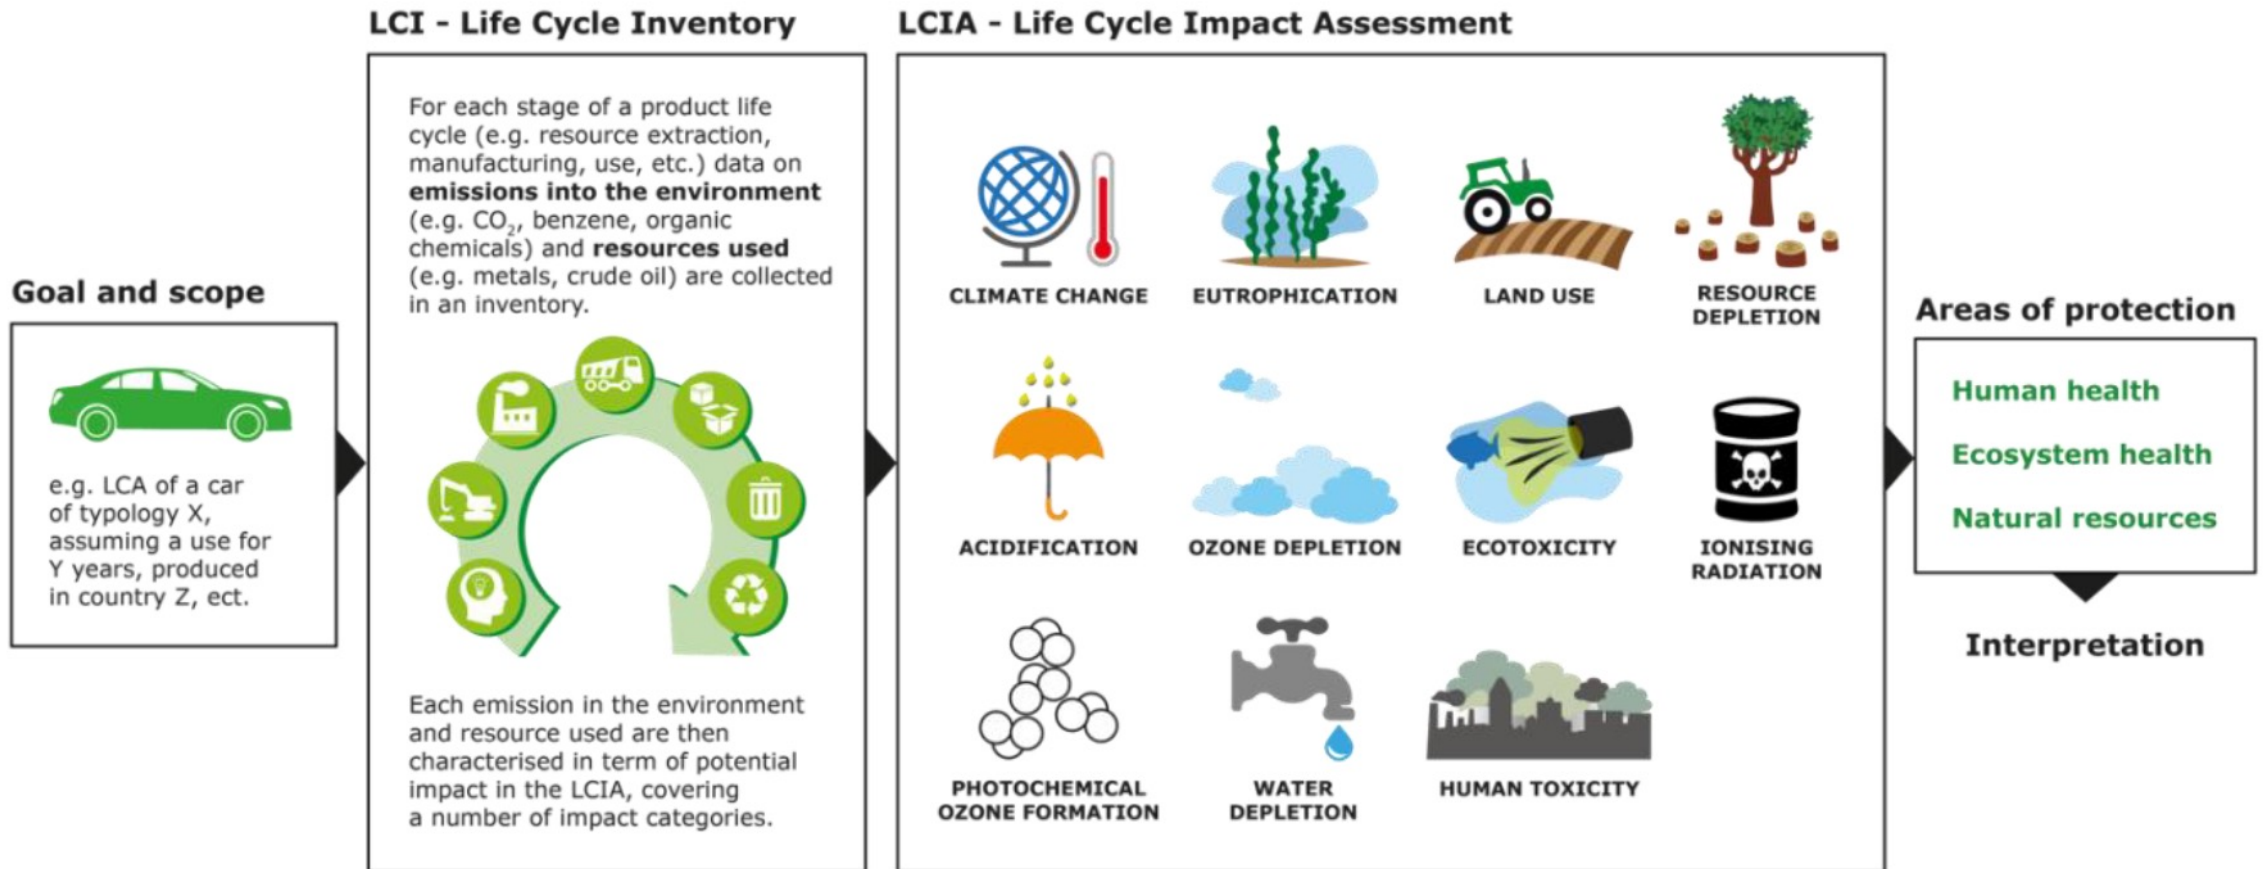 Goal and scope
e.g. LCA of a car
of typology X,
assuming a use for
Y years, produced
in country Z, ect.
LCI - Life Cycle Inventory
For each stage of a product life
cycle (e.g. resource extraction,
manufacturing, use, etc.) data on
emissions into the environment
(e.g. CO₂, benzene, organic
chemicals) and resources used
(e.g. metals, crude oil) are collected
in an inventory.
Each emission in the environment
and resource used are then
characterised in term of potential
impact in the LCIA, covering
a number of impact categories.
LCIA - Life Cycle Impact Assessment
CLIMATE CHANGE
EUTROPHICATION
LAND USE
RESOURCE
DEPLETION
ACIDIFICATION
OZONE DEPLETION
ECOTOXICITY
IONISING
RADIATION
PHOTOCHEMICAL
OZONE FORMATION
WATER
DEPLETION
HUMAN TOXICITY
Areas of protection
Human health
Ecosystem health
Natural resources
Interpretation